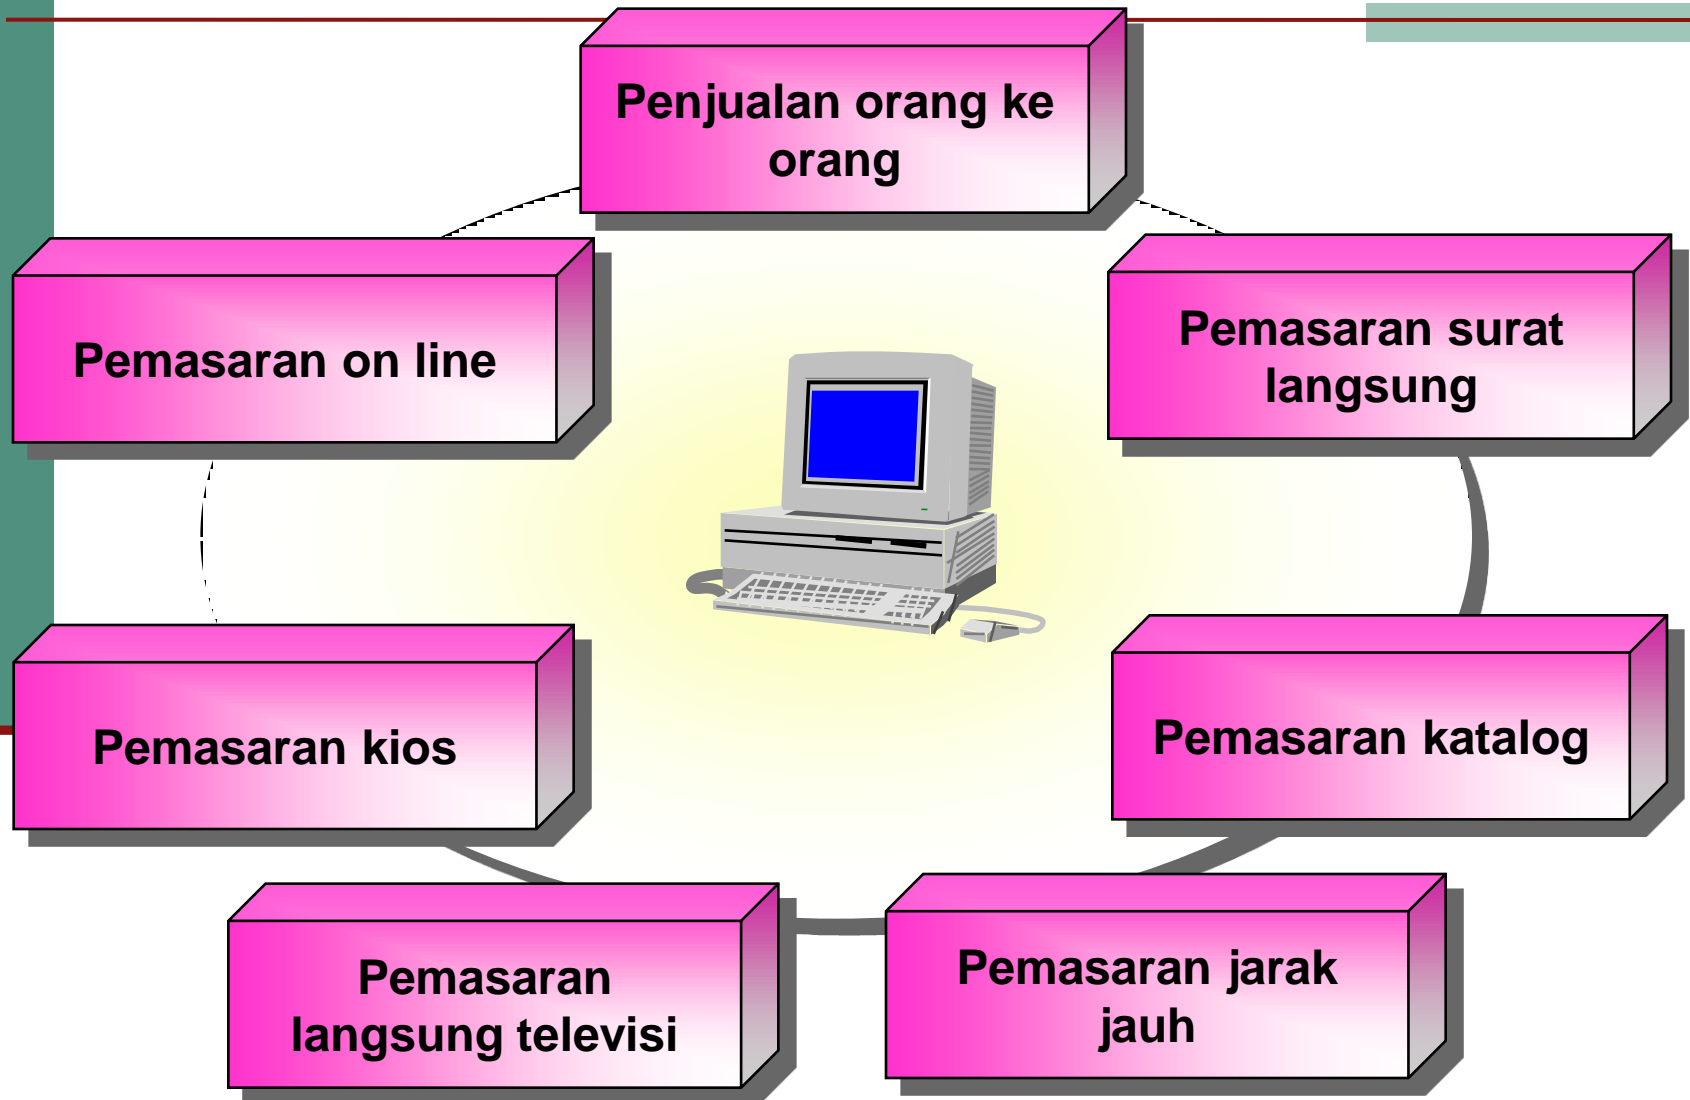 Penjualan orang ke
orang
Pemasaran on line
Pemasaran surat
langsung
Pemasaran kios
Pemasaran katalog
Pemasaran
langsung televisi
Pemasaran jarak
jauh